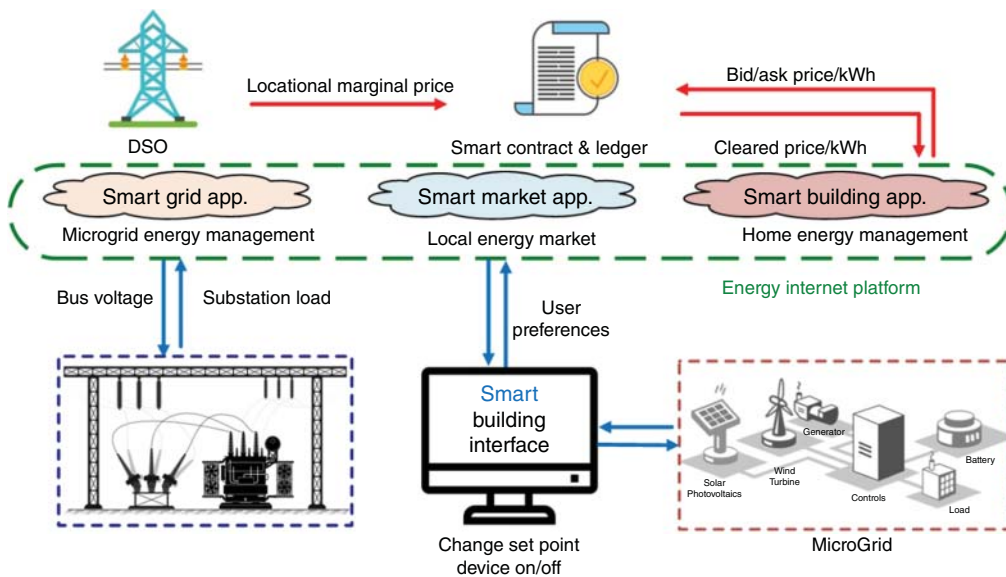 Locational marginal price
Bid/ask price/kWh
DSO
Smart contract & ledger
Cleared price/kWh
Smart grid app.
Smart market app.
Smart building app.
Microgrid energy management
Local energy market
Home energy management
Energy internet platform
Bus voltage
Substation load
User
preferences
Smart
building
interface
Change set point
device on/off
Solar
Photovoltaics
Wind
Turbine
Generator
Controls
Battery
Load
MicroGrid